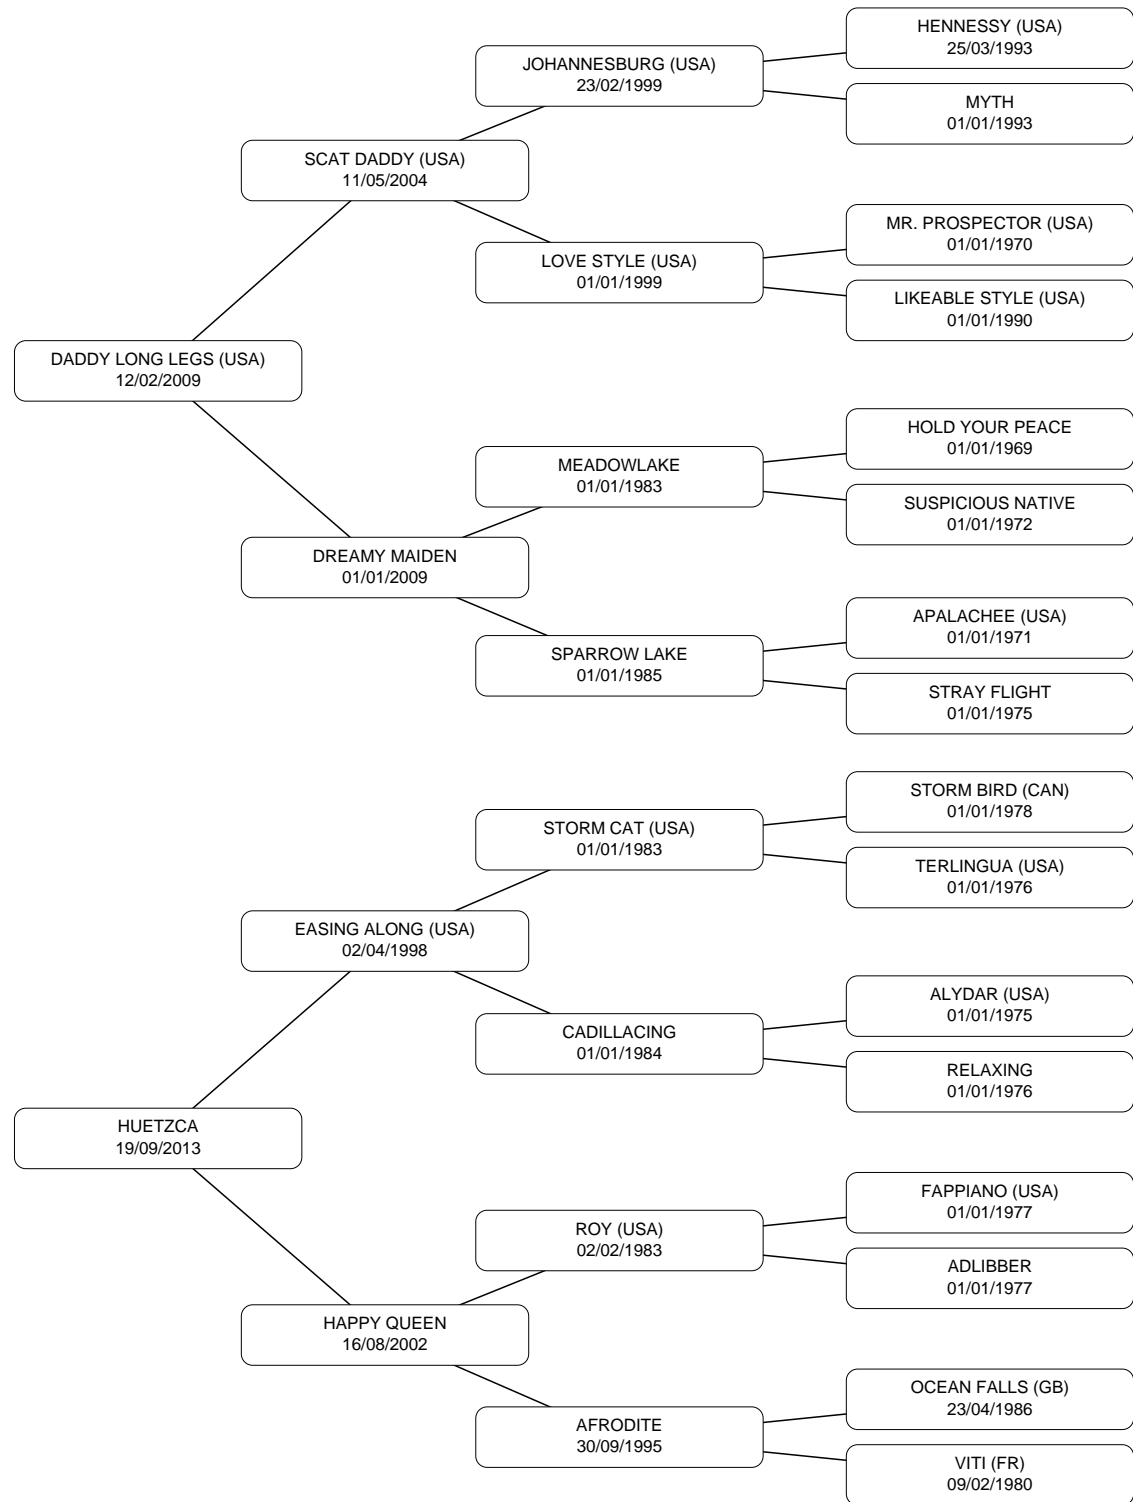 HENNESSY (USA)
25/03/1993
JOHANNESBURG (USA)
23/02/1999
MYTH
01/01/1993
SCAT DADDY (USA)
11/05/2004
MR. PROSPECTOR (USA)
01/01/1970
LOVE STYLE (USA)
01/01/1999
LIKEABLE STYLE (USA)
01/01/1990
DADDY LONG LEGS (USA)
12/02/2009
HOLD YOUR PEACE
01/01/1969
MEADOWLAKE
01/01/1983
SUSPICIOUS NATIVE
01/01/1972
DREAMY MAIDEN
01/01/2009
APALACHEE (USA)
01/01/1971
SPARROW LAKE
01/01/1985
STRAY FLIGHT
01/01/1975
STORM BIRD (CAN)
01/01/1978
STORM CAT (USA)
01/01/1983
TERLINGUA (USA)
01/01/1976
EASING ALONG (USA)
02/04/1998
ALYDAR (USA)
01/01/1975
CADILLACING
01/01/1984
RELAXING
01/01/1976
HUETZCA
19/09/2013
FAPPIANO (USA)
01/01/1977
ROY (USA)
02/02/1983
ADLIBBER
01/01/1977
HAPPY QUEEN
16/08/2002
OCEAN FALLS (GB)
23/04/1986
AFRODITE
30/09/1995
VITI (FR)
09/02/1980